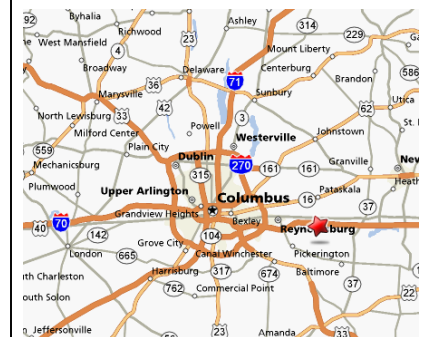 92
Byhalia
Richwood
Ashley
314
229
West Mansfield
4
23
Mount Liberty
Broadway
Delaware
71
Centerburg
586
36
Brandon
Marysville
Sunbury
33
42
62
Utica
North Lewisburg
3
Milford Center
Powell
Johnstown
Westerville
559
Plain City
Dublin
Granville
Mechanicsburg
270
161
161
315
Heath
Plumwood
Pataskala
Upper Arlington
Columbus
37
16
Grandview Heights
40
70
142
Bexley
104
37
Grove City
London
665
Canal Winchester
Pickerington
Harrisburg
317
674
Baltimore
762
Commercial Point
22
Jeffersonville
23
Amanda
33